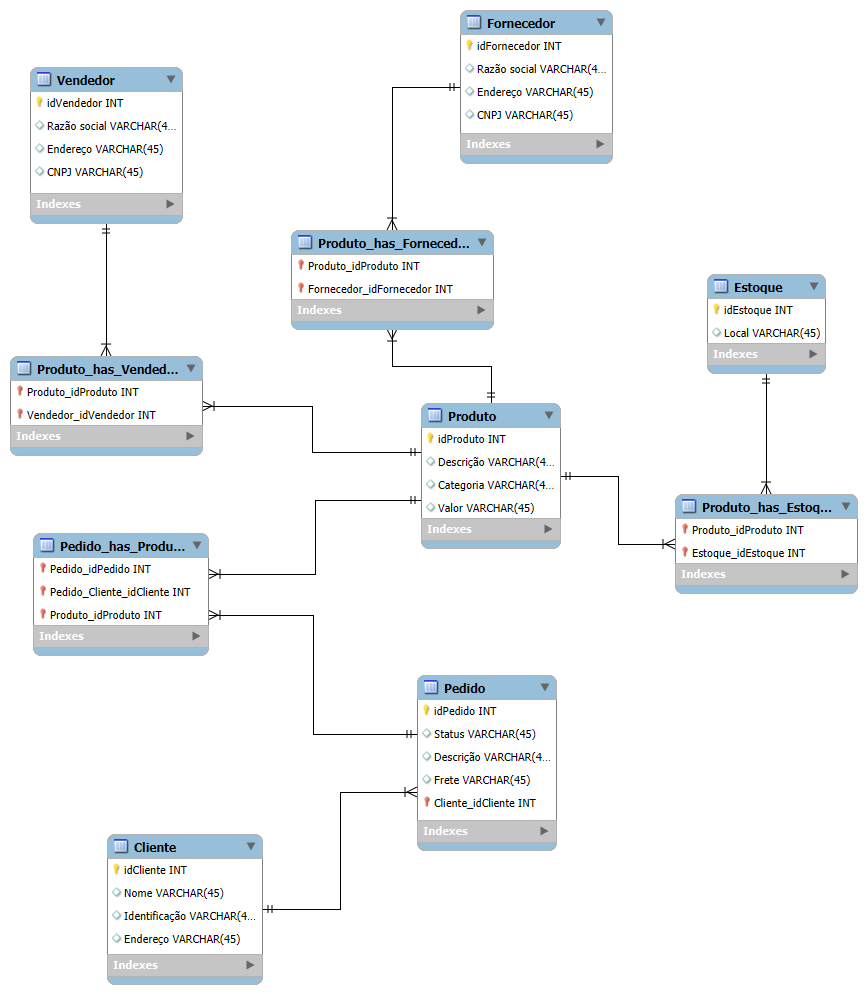 Fornecedor
idFornecedor INT
Razão social VARCHAR(4...
Endereço VARCHAR(45)
CNPJ VARCHAR(45)
Indexes
Vendedor
idVendedor INT
Razão social VARCHAR(4...
Endereço VARCHAR(45)
CNPJ VARCHAR(45)
Indexes
Produto_has_Forneced...
Produto_idProduto INT
Fornecedor_idFornecedor INT
Indexes
Estoque
idEstoque INT
Local VARCHAR(45)
Indexes
Produto_has_Vended...
Produto_idProduto INT
Vendedor_idVendedor INT
Indexes
Produto
idProduto INT
Descrição VARCHAR(4...
Categoria VARCHAR(4...
Valor VARCHAR(45)
Indexes
Produto_has_Estoq...
Produto_idProduto INT
Estoque_idEstoque INT
Indexes
Pedido_has_Produ...
Pedido_idPedido INT
Pedido_Cliente_idCliente INT
Produto_idProduto INT
Indexes
Pedido
idPedido INT
Status VARCHAR(45)
Descrição VARCHAR(4...
Frete VARCHAR(45)
Cliente_idCliente INT
Indexes
Cliente
idCliente INT
Nome VARCHAR(45)
Identificação VARCHAR(4...
Endereço VARCHAR(45)
Indexes